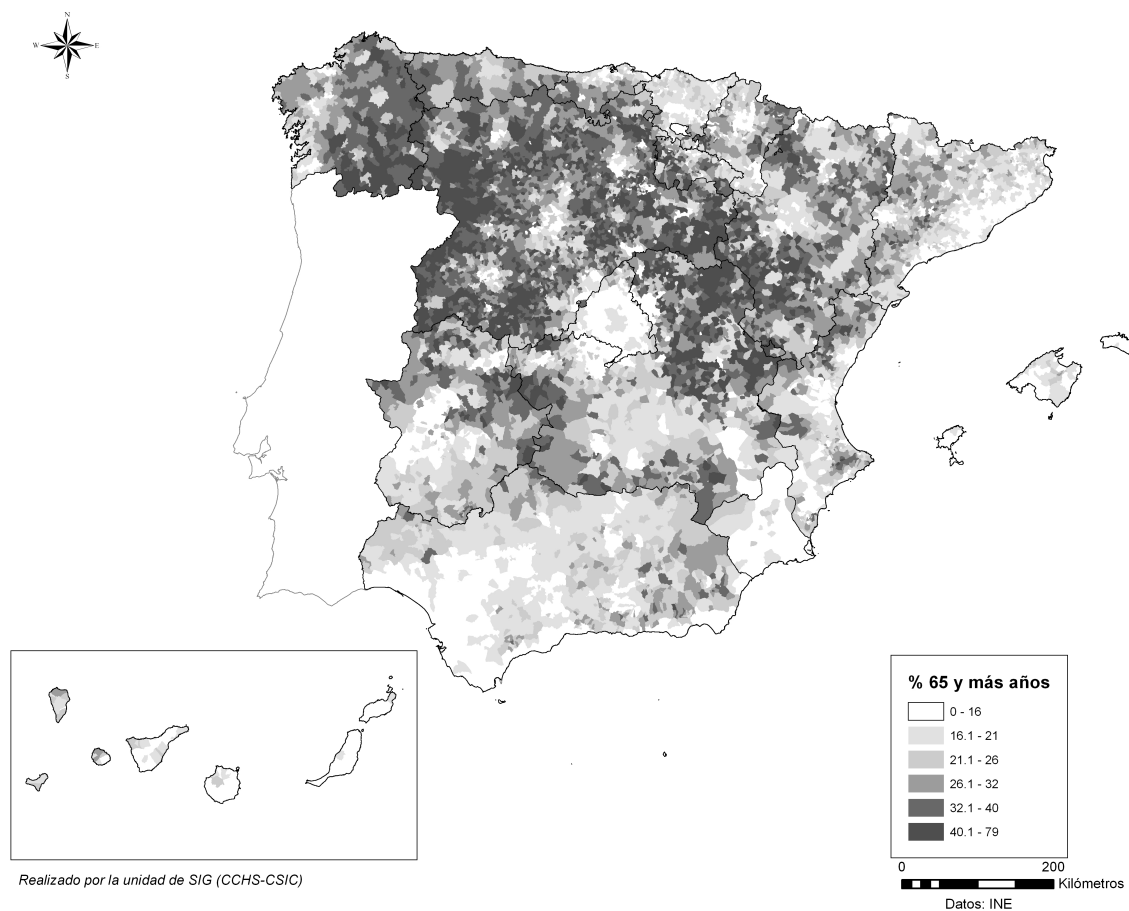 N
W E
S
% 65 y más años
0 - 16
16.1 - 21
21.1 - 26
26.1 - 32
32.1 - 40
40.1 - 79
0 200
Kilómetros
Datos: INE
Realizado por la unidad de SIG (CCHS-CSIC)